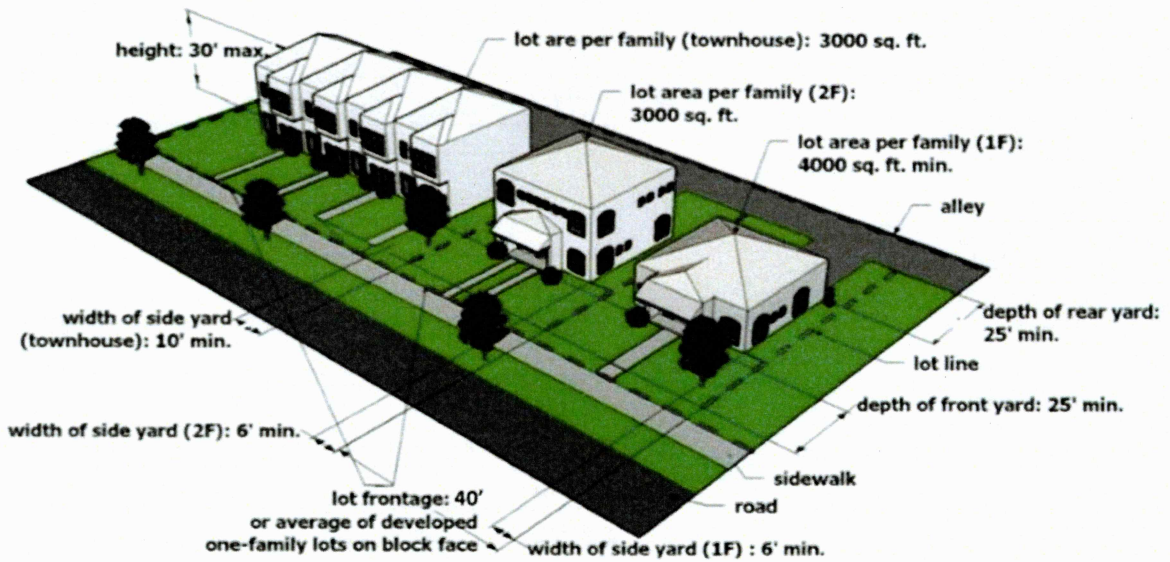 height: 30' max.
lot are per family (townhouse): 3000 sq. ft.
lot area per family (2F):
3000 sq. ft.
lot area per family (1F):
4000 sq. ft. min.
alley
width of side yard
(townhouse): 10' min.
depth of rear yard:
25' min.
lot line
depth of front yard: 25' min.
width of side yard (2F): 6' min.
sidewalk
lot frontage: 40'
or average of developed
one-family lots on block face
road
width of side yard (1F) : 6' min.